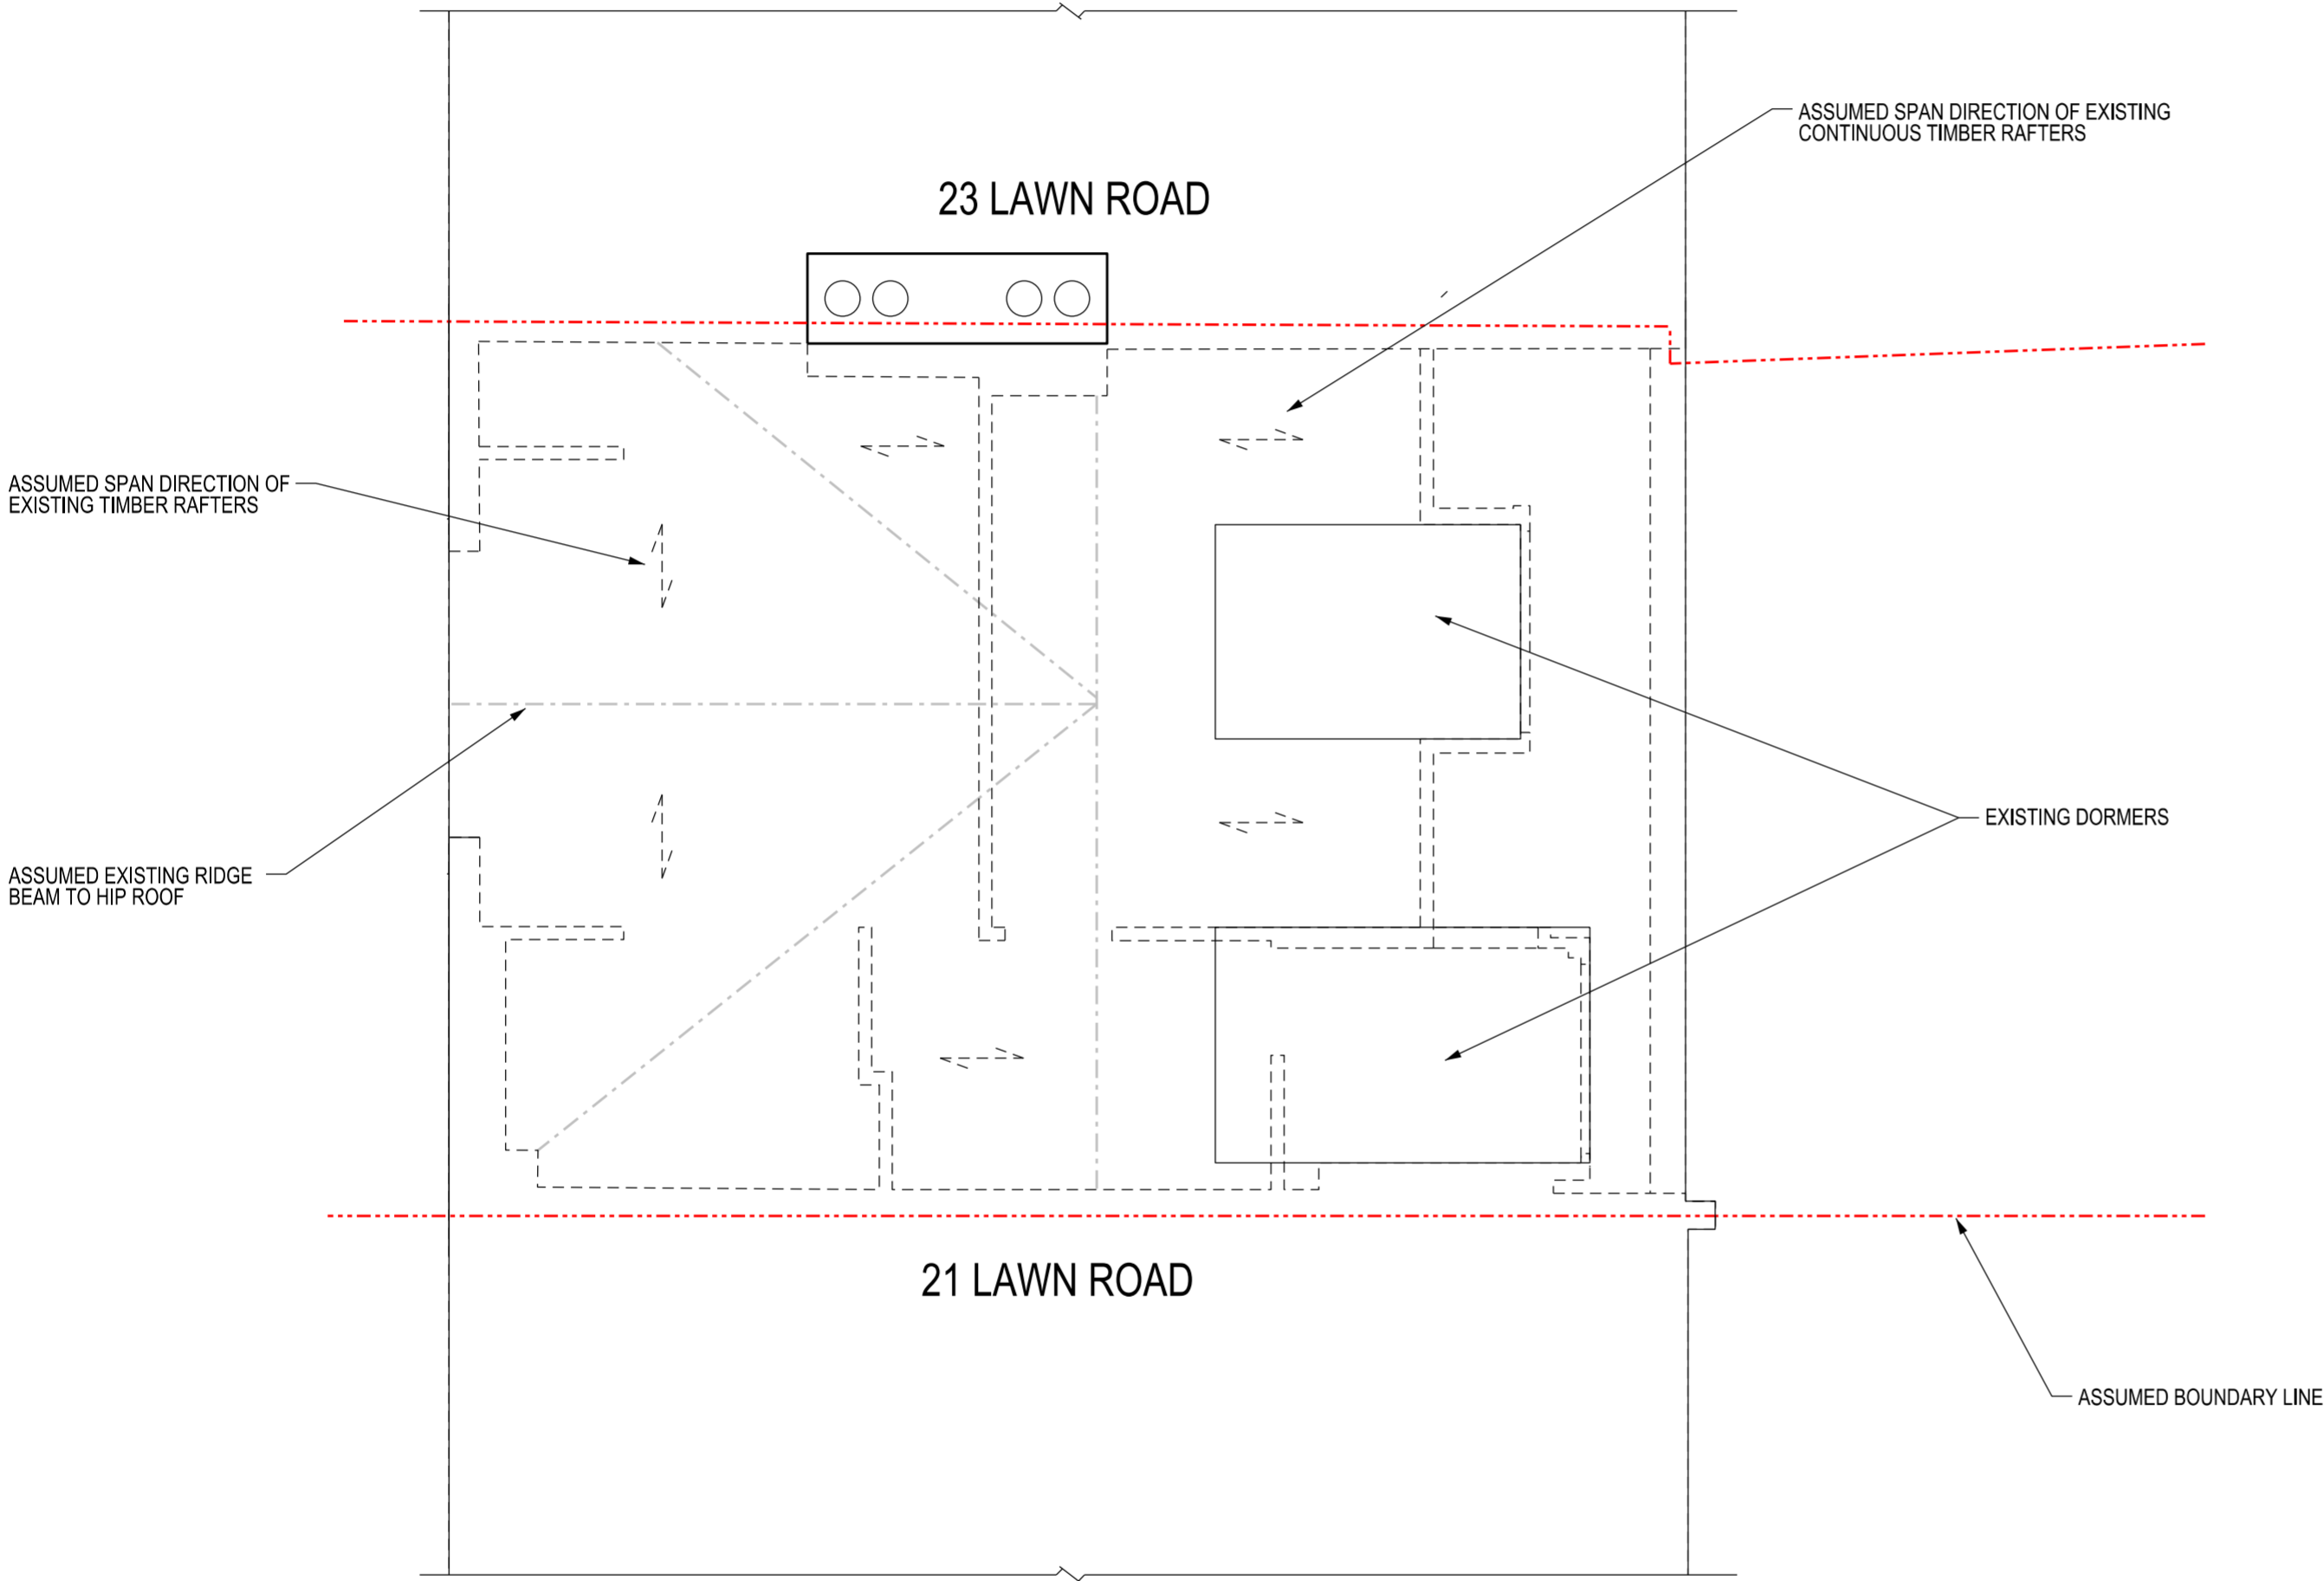 ASSUMED SPAN DIRECTION OF EXISTING
CONTINUOUS TIMBER RAFTERS
23 LAWN ROAD
ASSUMED SPAN DIRECTION OF
EXISTING TIMBER RAFTERS
EXISTING DORMERS
ASSUMED EXISTING RIDGE
BEAM TO HIP ROOF
21 LAWN ROAD
ASSUMED BOUNDARY LINE